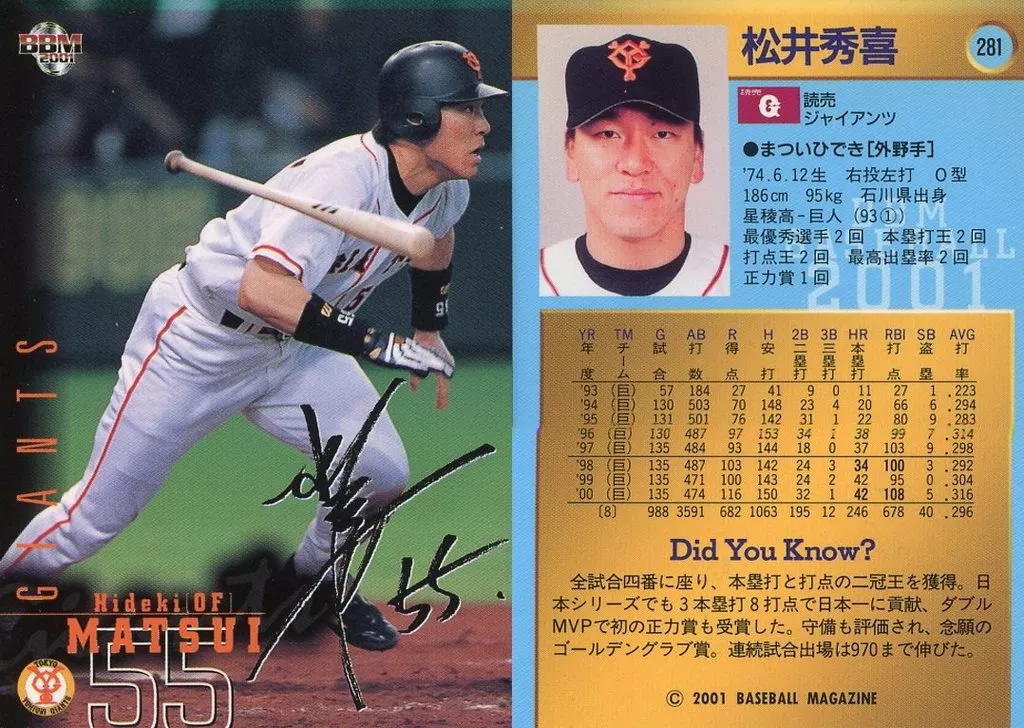 BBM
2001
GIANTS
55
55.
Hideki [OF]
MATSUI
55
TOKYO
YOMIURI GIANTS
松井秀喜
281
読売
ジャイアンツ
●まついひでき[外野手]
'74.6.12生 右投左打 O型
186cm 95kg 石川県出身
星稜高-巨人 (93①)
最優秀選手2回 本塁打王2回
打点王2回 最高出塁率2回
正力賞1回
BBM
BASEBALL
2001
YR TM G AB R H 2B 3B HR RBI SB AVG
年度 チーム 試合 打数 得点 安打 二塁打 三塁打 本塁打 打点 盗塁 打率
'93 (巨) 57 184 27 41 9 0 11 27 1 .223
'94 (巨) 130 503 70 148 23 4 20 66 6 .294
'95 (巨) 131 501 76 142 31 1 22 80 9 .283
'96 (巨) 130 487 97 153 34 1 38 99 7 .314
'97 (巨) 135 484 93 144 18 0 37 103 9 .298
'98 (巨) 135 487 103 142 24 3 34 100 3 .292
'99 (巨) 135 471 100 143 24 2 42 95 0 .304
'00 (巨) 135 474 116 150 32 1 42 108 5 .316
(8) 988 3591 682 1063 195 12 246 678 40 .296
Did You Know?
全試合四番に座り、本塁打と打点の二冠王を獲得。日
本シリーズでも3本塁打8打点で日本一に貢献、ダブル
MVPで初の正力賞も受賞した。守備も評価され、念願の
ゴールデングラブ賞。連続試合出場は970まで伸びた。
© 2001 BASEBALL MAGAZINE